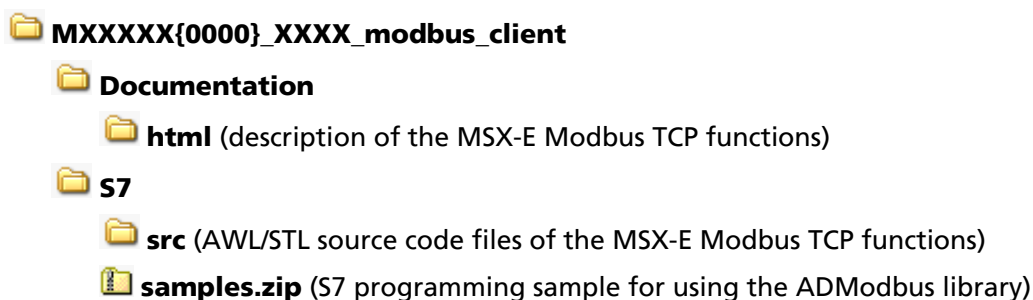 MXXXXX{0000}_XXXX_modbus_client
Documentation
html (description of the MSX-E Modbus TCP functions)
S7
src (AWL/STL source code files of the MSX-E Modbus TCP functions)
samples.zip (S7 programming sample for using the ADModbus library)